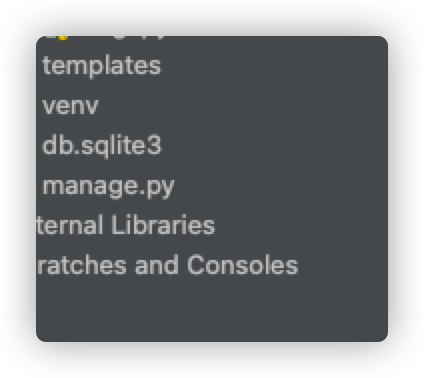 templates
venv
db.sqlite3
manage.py
ternal Libraries
ratches and Consoles